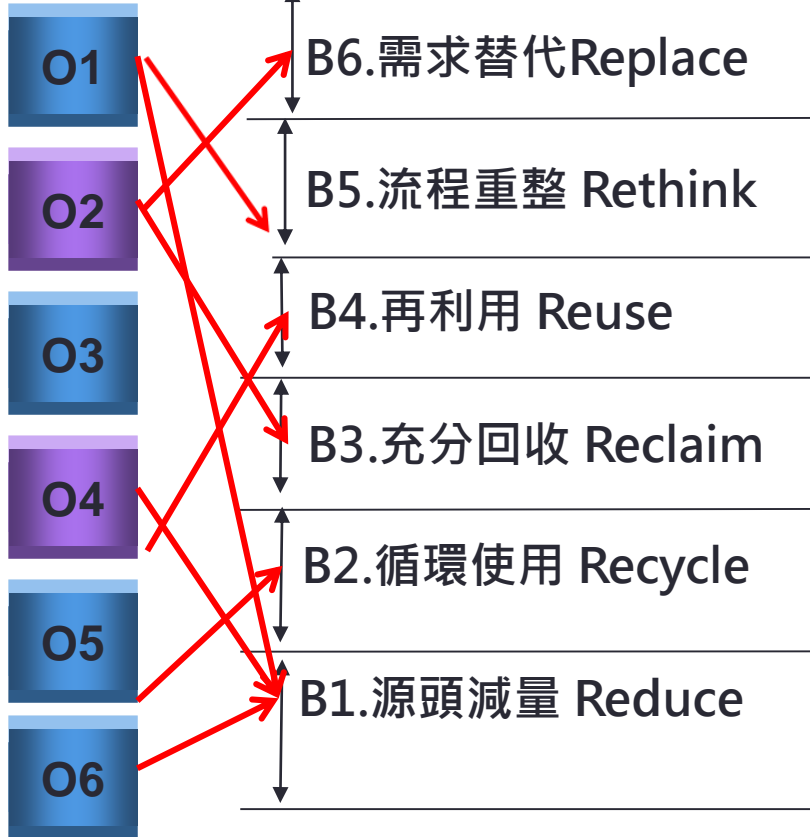 O1
O2
O3
O4
O5
O6
B6.需求替代Replace
B5.流程重整 Rethink
B4.再利用 Reuse
B3.充分回收 Reclaim
B2.循環使用 Recycle
B1.源頭減量 Reduce